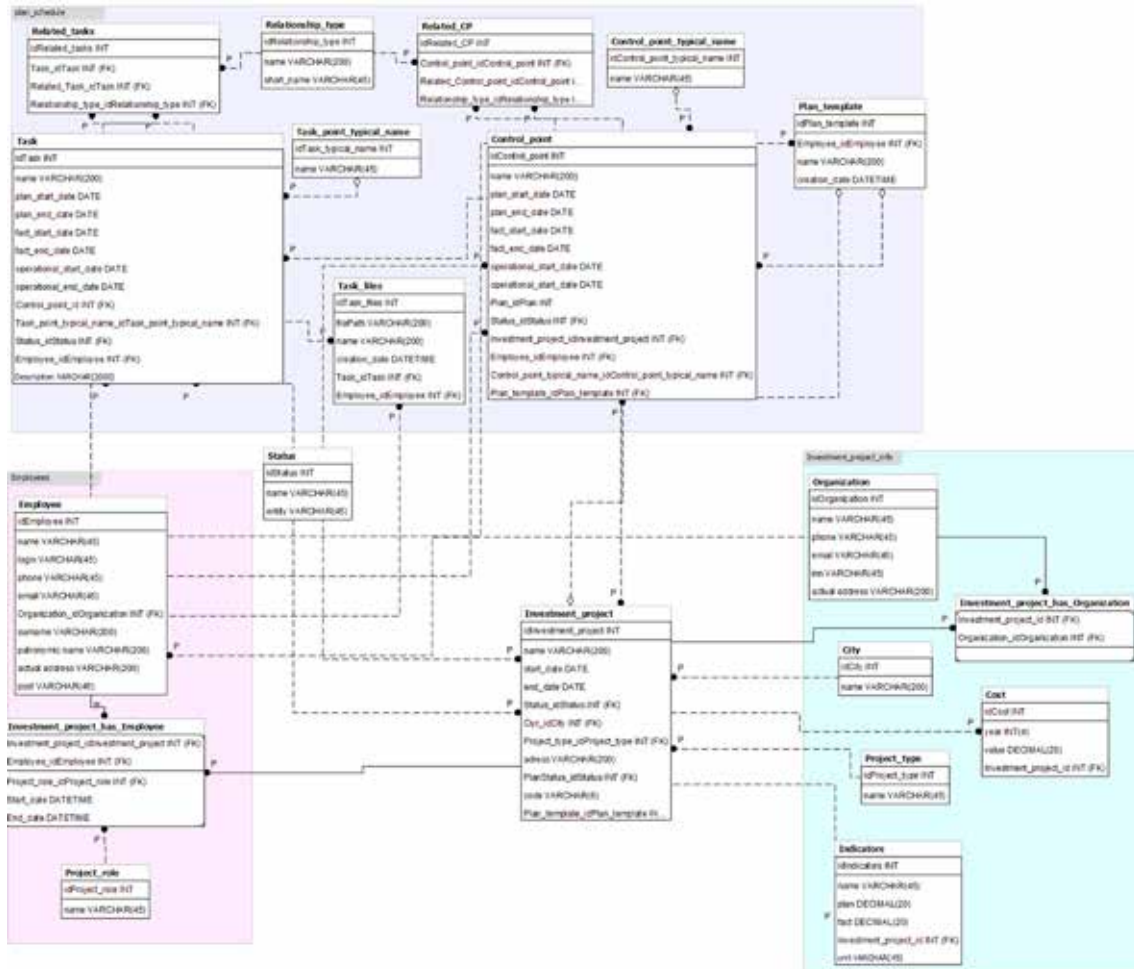 plan_schedule
Related_tasks
idRelated_tasks INT
Task_idTask INT (FK)
Related_Task_idTask INT (FK)
Relationship_type_idRelationship_type INT (FK)
Relationship_type
idRelationship_type INT
name VARCHAR(200)
short_name VARCHAR(45)
Related_CP
idRelated_CP INT
Control_point_idControl_point INT (FK)
Related_Control_point_idControl_point I...
Relationship_type_idRelationship_type I...
Control_point_typical_name
idControl_point_typical_name INT
name VARCHAR(45)
Plan_template
idPlan_template INT
Employee_idEmployee INT (FK)
name VARCHAR(200)
creation_date DATETIME
Task
idTask INT
name VARCHAR(200)
plan_start_date DATE
plan_end_date DATE
fact_start_date DATE
fact_end_date DATE
operational_start_date DATE
operational_end_date DATE
Control_point_id INT (FK)
Task_point_typical_name_idTask_point_typical_name INT (FK)
Status_idStatus INT (FK)
Employee_idEmployee INT (FK)
Description VARCHAR(2000)
Task_point_typical_name
idTask_typical_name INT
name VARCHAR(45)
Control_point
idControl_point INT
name VARCHAR(200)
plan_start_date DATE
plan_end_date DATE
fact_start_date DATE
fact_end_date DATE
operational_start_date DATE
operational_start_date DATE
Plan_idPlan INT
Status_idStatus INT (FK)
Investment_project_idInvestment_project INT (FK)
Employee_idEmployee INT (FK)
Control_point_typical_name_idControl_point_typical_name INT (FK)
Plan_template_idPlan_template INT (FK)
Task_files
idTask_files INT
filePath VARCHAR(200)
name VARCHAR(200)
creation_date DATETIME
Task_idTask INT (FK)
Employee_idEmployee INT (FK)
Status
idStatus INT
name VARCHAR(45)
entity VARCHAR(45)
Employees
Employee
idEmployee INT
name VARCHAR(45)
login VARCHAR(45)
phone VARCHAR(45)
email VARCHAR(45)
Organization_idOrganization INT (FK)
surname VARCHAR(200)
patronymic name VARCHAR(200)
actual address VARCHAR(200)
post VARCHAR(45)
Investment_project_has_Employee
Investment_project_idInvestment_project INT (FK)
Employee_idEmployee INT (FK)
Project_role_idProject_role INT (FK)
Start_date DATETIME
End_date DATETIME
Project_role
idProject_role INT
name VARCHAR(45)
Investment_project
idInvestment_project INT
name VARCHAR(200)
start_date DATE
end_date DATE
Status_idStatus INT (FK)
City_idCity INT (FK)
Project_type_idProject_type INT (FK)
adress VARCHAR(200)
PlanStatus_idStatus INT (FK)
code VARCHAR(6)
Plan_template_idPlan_template IN...
Investment_project_info
Organization
idOrganization INT
name VARCHAR(45)
phone VARCHAR(45)
email VARCHAR(45)
inn VARCHAR(45)
actual address VARCHAR(200)
Investment_project_has_Organization
Investment_project_id INT (FK)
Organization_idOrganization INT (FK)
City
idCity INT
name VARCHAR(200)
Cost
idCost INT
year INT(4)
value DECIMAL(20)
Investment_project_id INT (FK)
Project_type
idProject_type INT
name VARCHAR(45)
Indicators
idIndicators INT
name VARCHAR(45)
plan DECIMAL(20)
fact DECIMAL(20)
Investment_project_id INT (FK)
unit VARCHAR(45)